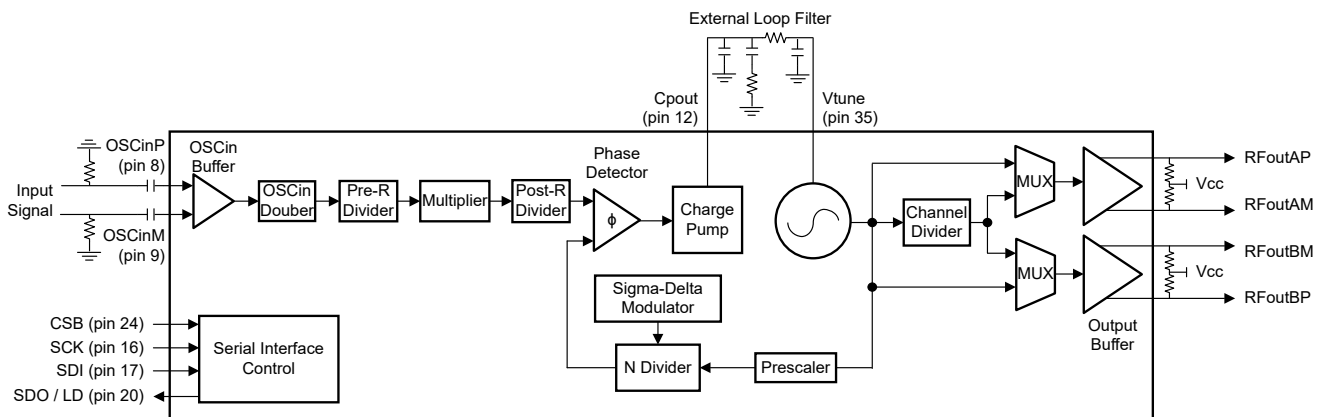 External Loop Filter
Cpout
(pin 12)
Vtune
(pin 35)
OSCinP
(pin 8)
OSCin
Buffer
Input
Signal
OSCinM
(pin 9)
OSCin
Douber
Pre-R
Divider
Multiplier
Post-R
Divider
Phase
Detector
ϕ
Charge
Pump
Channel
Divider
MUX
MUX
RFoutAP
Vcc
RFoutAM
RFoutBM
Vcc
RFoutBP
Output
Buffer
Sigma-Delta
Modulator
N Divider
Prescaler
CSB (pin 24)
SCK (pin 16)
SDI (pin 17)
SDO / LD (pin 20)
Serial Interface
Control